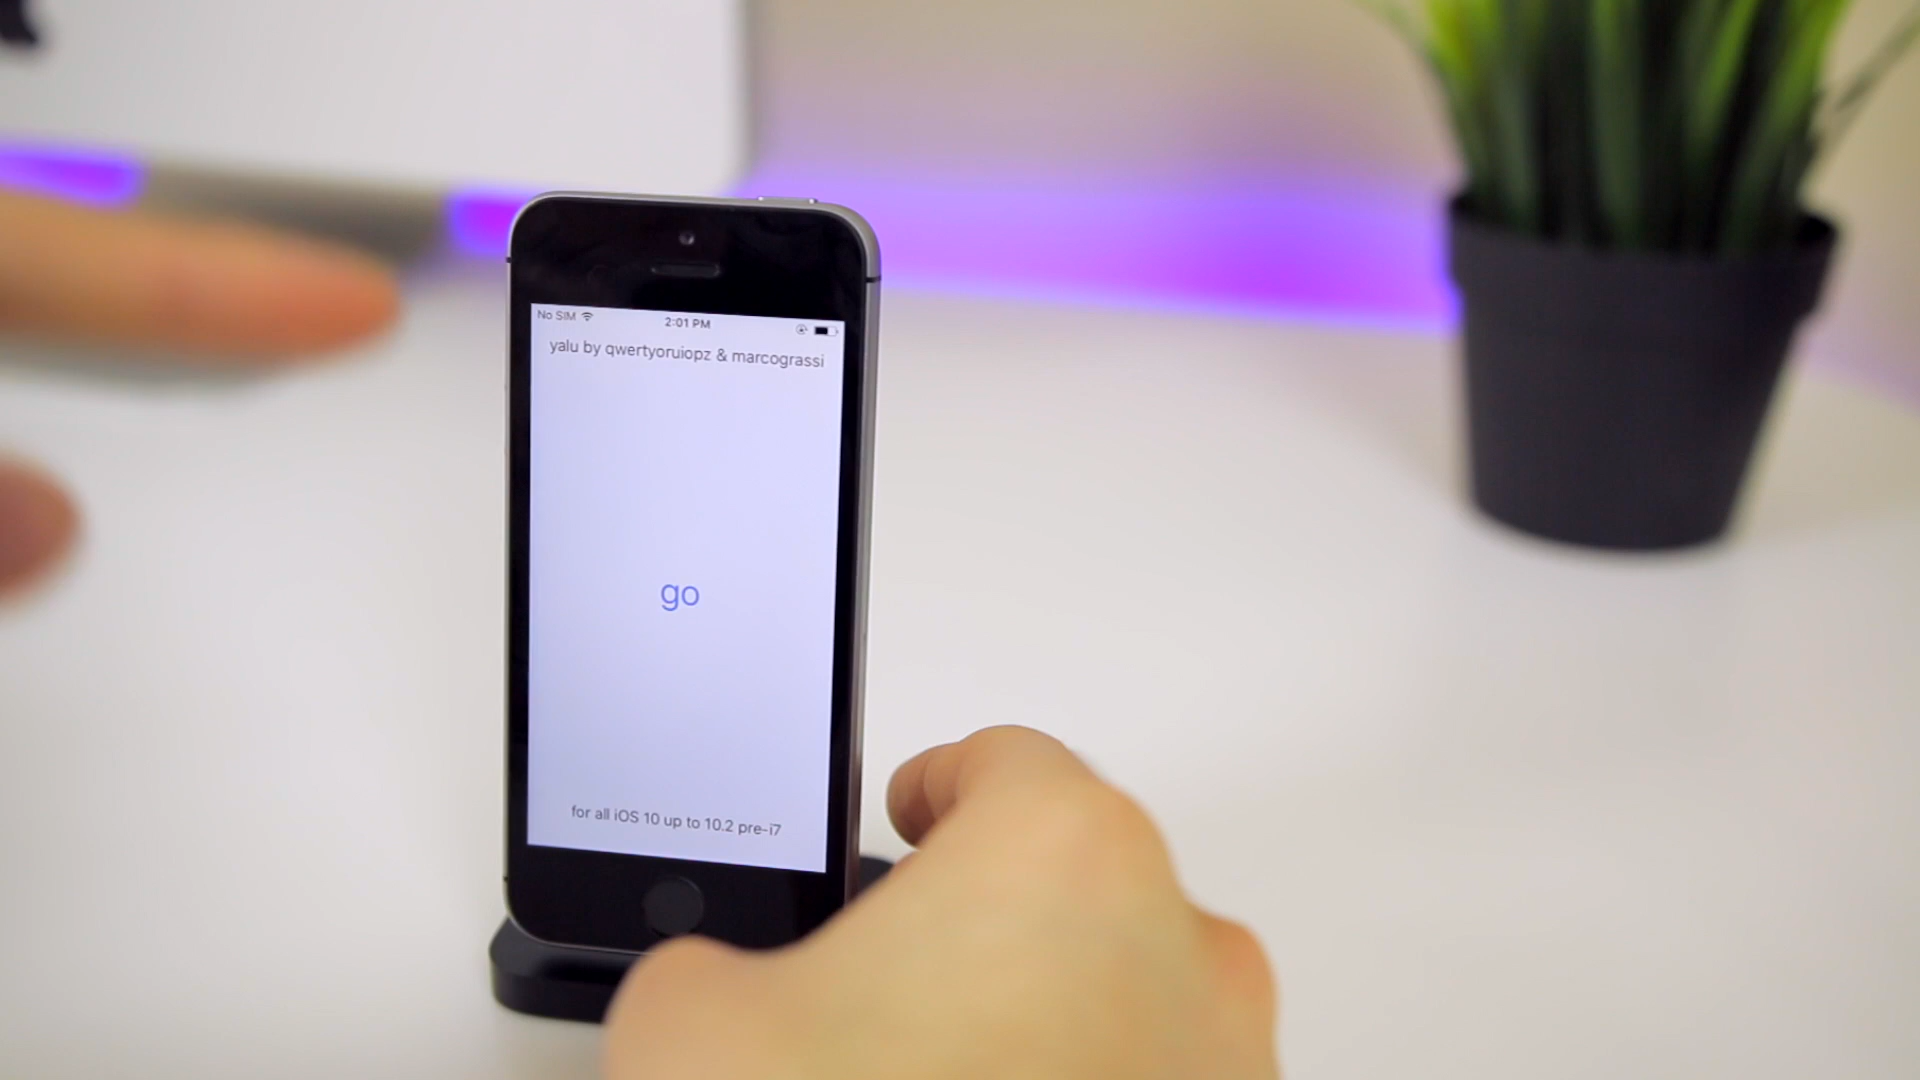 No SIM 2:01 PM
yalu by qwertyoruiopz & marcograssi
go
for all iOS 10 up to 10.2 pre-i7